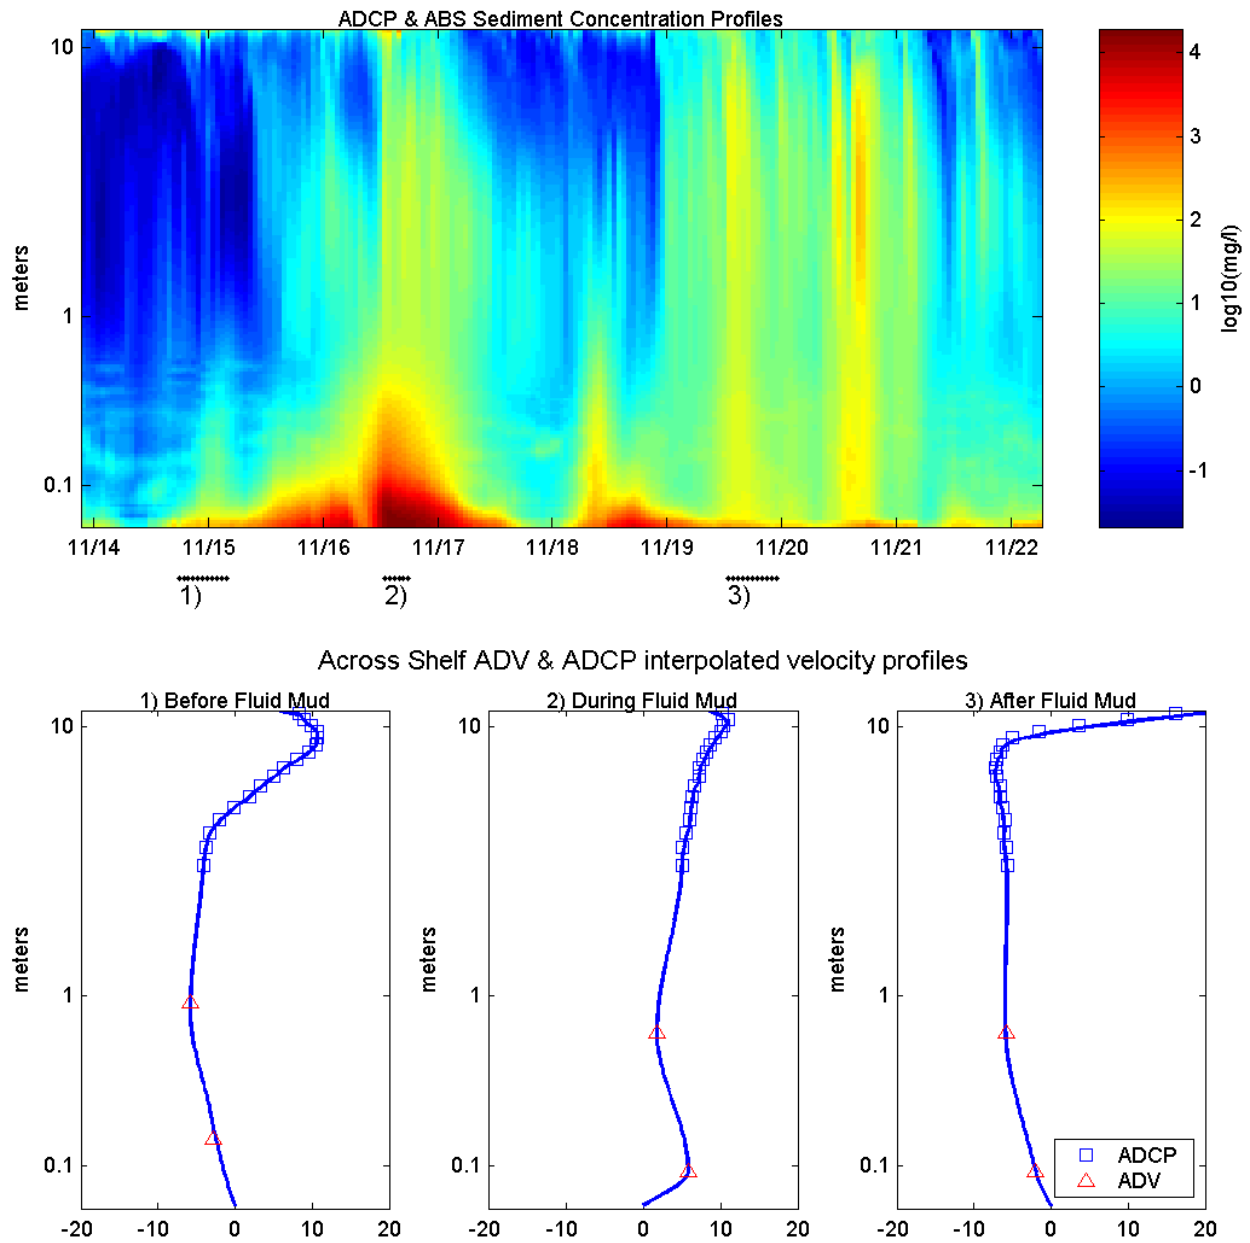 ADCP & ABS Sediment Concentration Profiles
10
1
0.1
meters
11/14 11/15 11/16 11/17 11/18 11/19 11/20 11/21 11/22
4
3
2
1
0
-1
log10(mg/l)
1) 2) 3)
Across Shelf ADV & ADCP interpolated velocity profiles
1) Before Fluid Mud
10
1
0.1
meters
-20 -10 0 10 20
2) During Fluid Mud
10
1
0.1
meters
-20 -10 0 10 20
3) After Fluid Mud
10
1
0.1
meters
ADCP
ADV
-20 -10 0 10 20